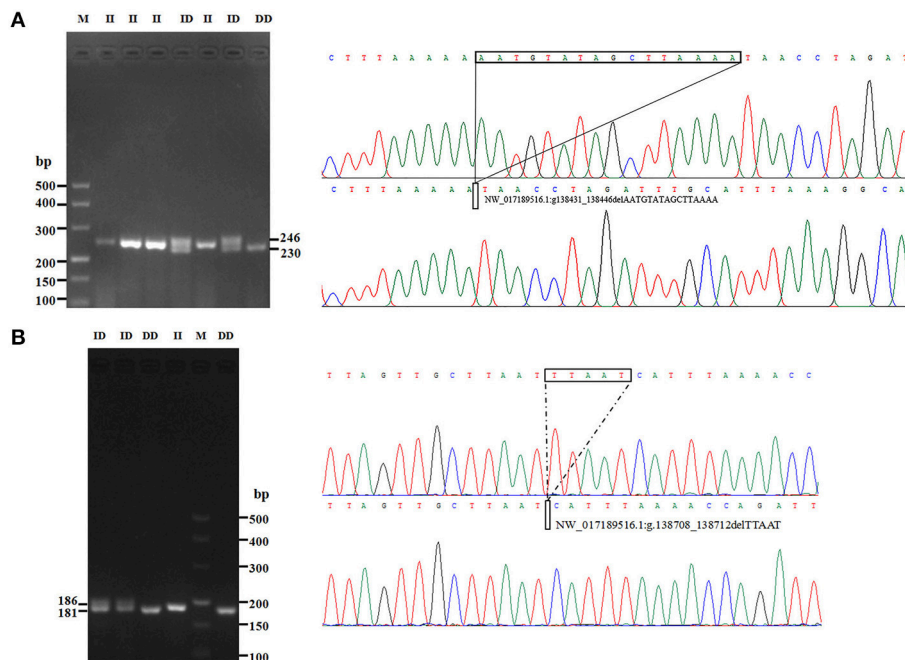 A
M II II II ID II ID DD
bp
500
400
300
200
150
100
246
230
C T T T A A A A A A A T G T A T A G C T T A A A A T A A C C T A G A T
C T T T A A A A A T A A C C T A G A T T T G C A T T T A A A G G C A
NW_017189516.1:g138431_138446delAATGTATAGCTTAAAA
B
ID ID DD II M DD
bp
500
400
300
200
150
100
186
181
T T A G T T G C T T A A T T T A A T C A T T T A A A A C C
T T A G T T G C T T A A T C A T T T A A A A C C A G A T T
NW_017189516.1:g.138708_138712delTTAAT